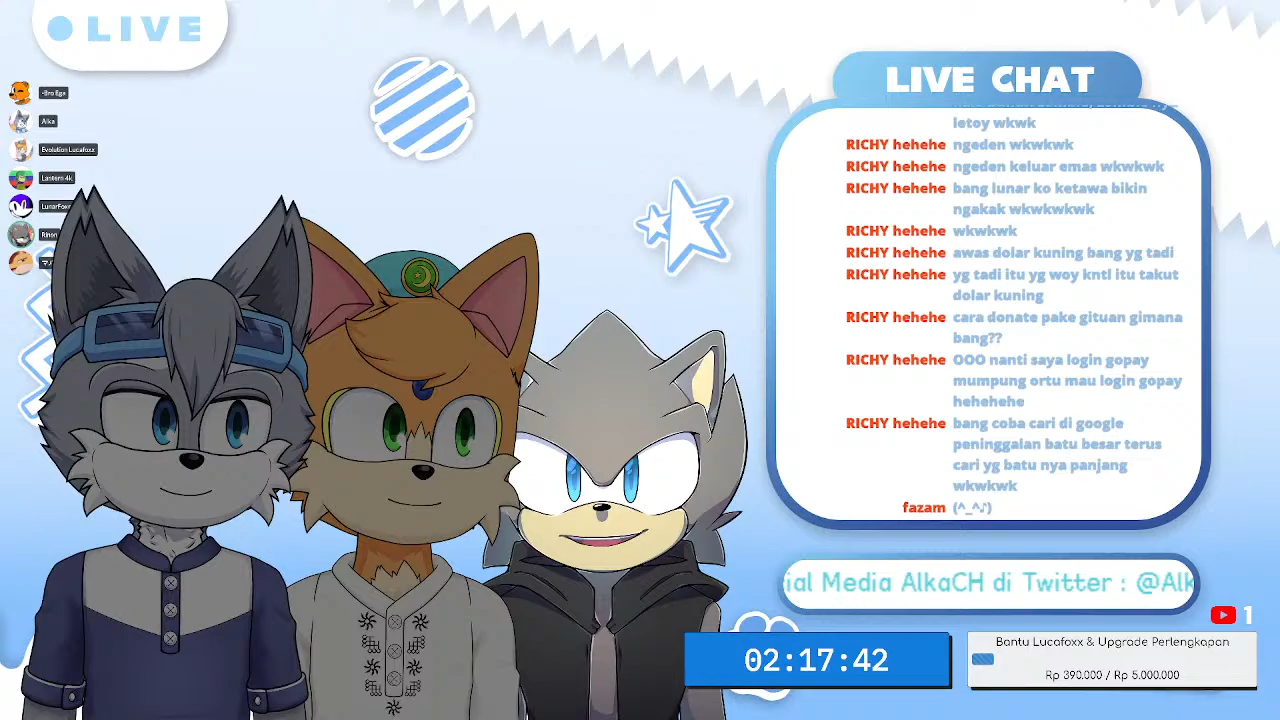 LIVE
-Bro Ega
Alka
Evolution Lucafoxx
Lantern 4k
LunarFox
Rinon
LIVE CHAT
letoy wkwk
RICHY hehehe ngeden wkwkwk
RICHY hehehe ngeden keluar emas wkwkwk
RICHY hehehe bang lunar ko ketawa bikin
ngakak wkwkwkwk
RICHY hehehe wkwkwk
RICHY hehehe awas dolar kuning bang yg tadi
RICHY hehehe yg tadi itu yg woy kntl itu takut
dolar kuning
RICHY hehehe cara donate pake gituan gimana
bang??
RICHY hehehe OOO nanti saya login gopay
mumpung ortu mau login gopay
hehehehe
RICHY hehehe bang coba cari di google
peninggalan batu besar terus
cari yg batu nya panjang
wkwkwk
fazam (^_^♪)
ial Media AlkaCH di Twitter : @Alk
1
02:17:42
Bantu Lucafoxx & Upgrade Perlengkapan
Rp 390.000 / Rp 5.000.000